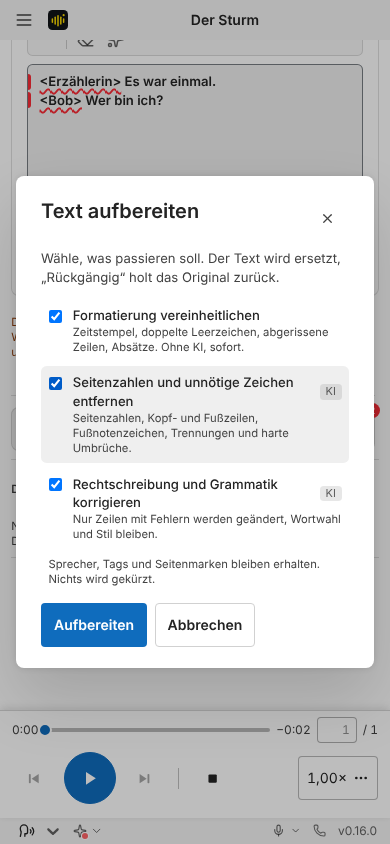 Der Sturm
<Erzählerin> Es war einmal.
<Bob> Wer bin ich?
Text aufbereiten
Wähle, was passieren soll. Der Text wird ersetzt,
„Rückgängig“ holt das Original zurück.
Formatierung vereinheitlichen
Zeitstempel, doppelte Leerzeichen, abgerissene
Zeilen, Absätze. Ohne KI, sofort.
Seitenzahlen und unnötige Zeichen
entfernen
KI
Seitenzahlen, Kopf- und Fußzeilen,
Fußnotenzeichen, Trennungen und harte
Umbrüche.
Rechtschreibung und Grammatik
korrigieren
KI
Nur Zeilen mit Fehlern werden geändert, Wortwahl
und Stil bleiben.
Sprecher, Tags und Seitenmarken bleiben erhalten.
Nichts wird gekürzt.
Aufbereiten
Abbrechen
0:00
−0:02
1
/ 1
1,00×
v0.16.0